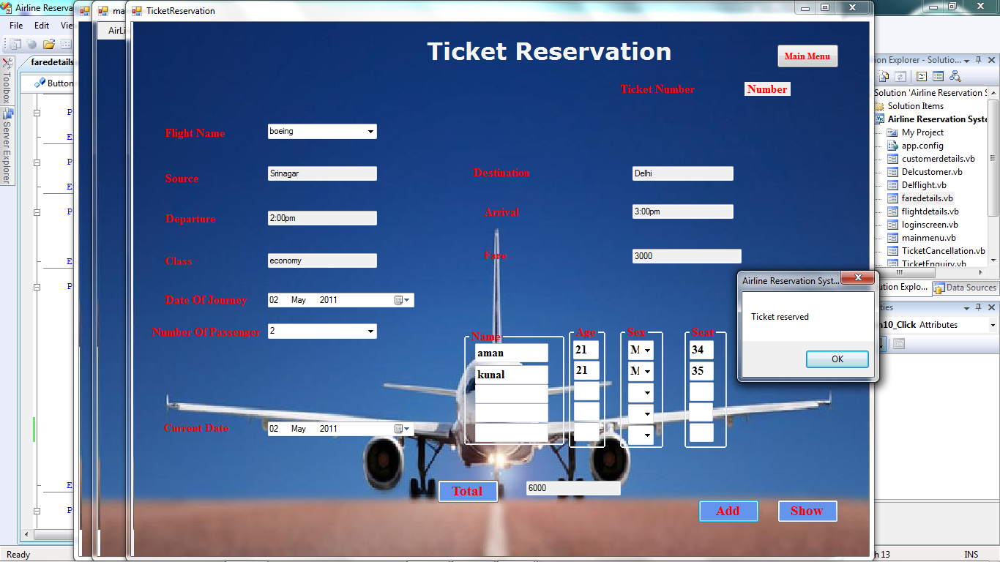 Airline Reserva
TicketReservation
File Edit Vie
ma
AirLi
faredetails
Button
Toolbox
Server Explorer
Ticket Reservation
Main Menu
Ticket Number Number
Flight Name boeing
Source Srinagar Destination Delhi
Departure 2:00pm Arrival 3:00pm
Class economy Fare 3000
Date Of Journey 02 May 2011
Number Of Passenger 2
Name Age Sex Seat
aman 21 M 34
kunal 21 M 35
Current Date 02 May 2011
Total 6000
Add Show
Airline Reservation Syst...
Ticket reserved
OK
ion Explorer - Solutio...
Solution 'Airline Reservation S
Solution Items
Airline Reservation Syste
My Project
app.config
customerdetails.vb
Delcustomer.vb
Delflight.vb
faredetails.vb
flightdetails.vb
loginscreen.vb
mainmenu.vb
TicketCancellation.vb
TicketEnquiry.vb
ution Explo... Data Sources
ties
n10_Click Attributes
Ready
h 13 INS